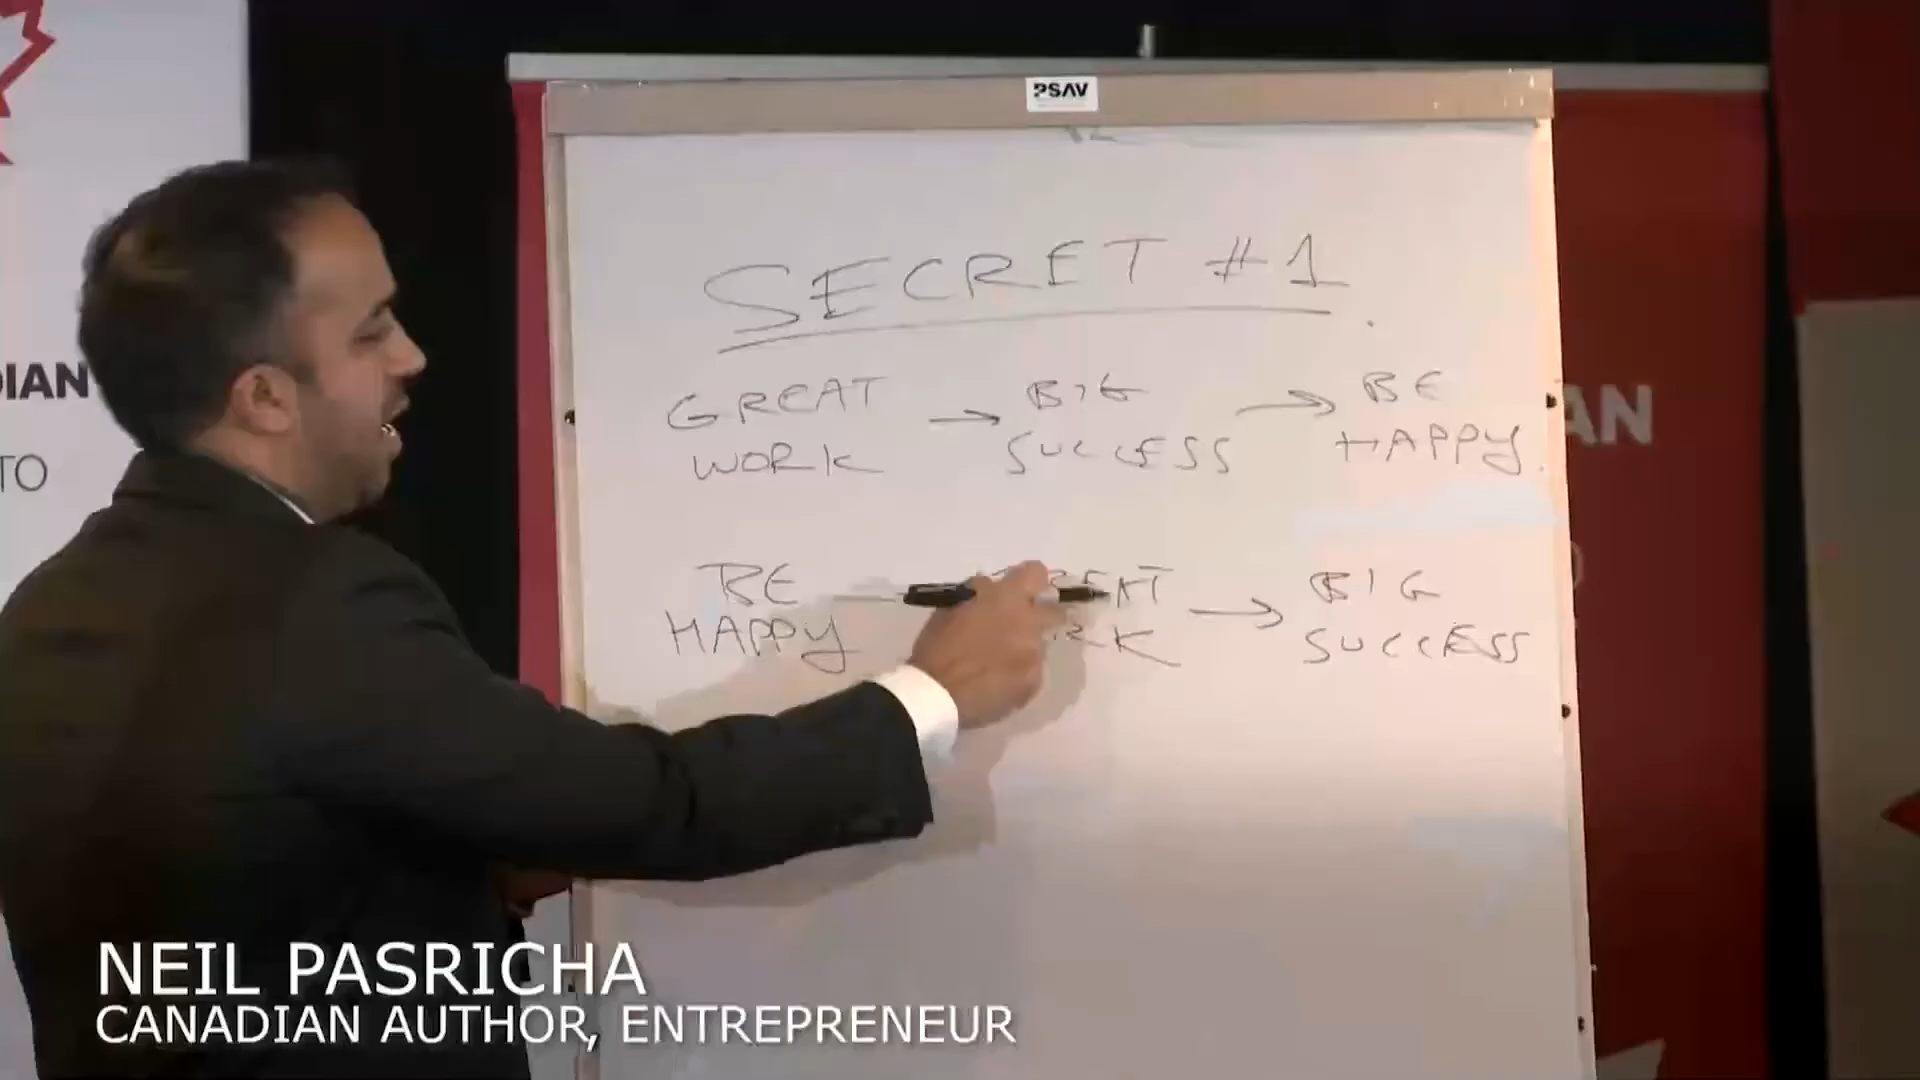 PSAV
SECRET #1
GREAT → BIG → BE
WORK SUCCESS HAPPY
BE BIG
HAPPY → SUCCESS
DIAN
TO
AN
NEIL PASRICHA
CANADIAN AUTHOR, ENTREPRENEUR